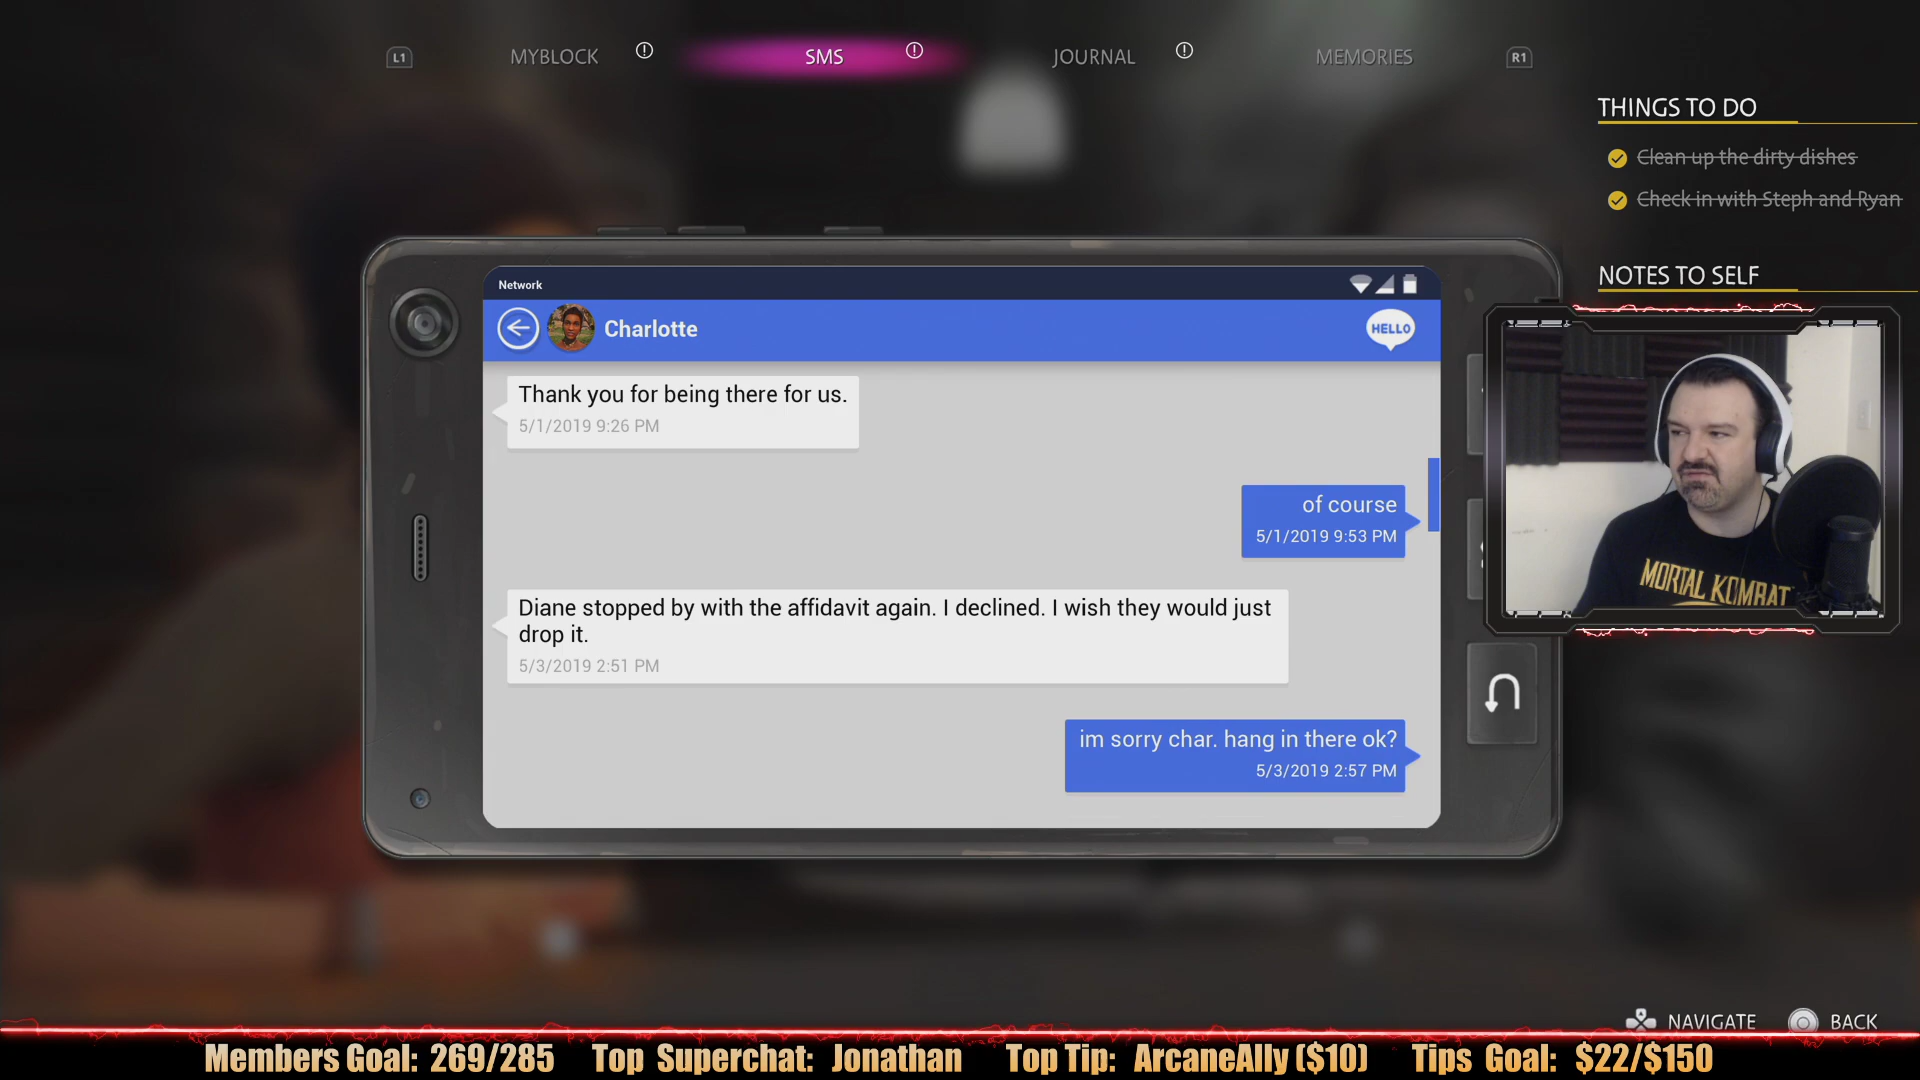 L1
MYBLOCK
SMS
JOURNAL
MEMORIES
R1
THINGS TO DO
Clean up the dirty dishes
Check in with Steph and Ryan
NOTES TO SELF
Network
Charlotte
HELLO
Thank you for being there for us.
5/1/2019 9:26 PM
of course
5/1/2019 9:53 PM
Diane stopped by with the affidavit again. I declined. I wish they would just
drop it.
5/3/2019 2:51 PM
im sorry char. hang in there ok?
5/3/2019 2:57 PM
MORTAL KOMBAT
NAVIGATE
BACK
Members Goal: 269/285 Top Superchat: Jonathan Top Tip: ArcaneAlly ($10) Tips Goal: $22/$150